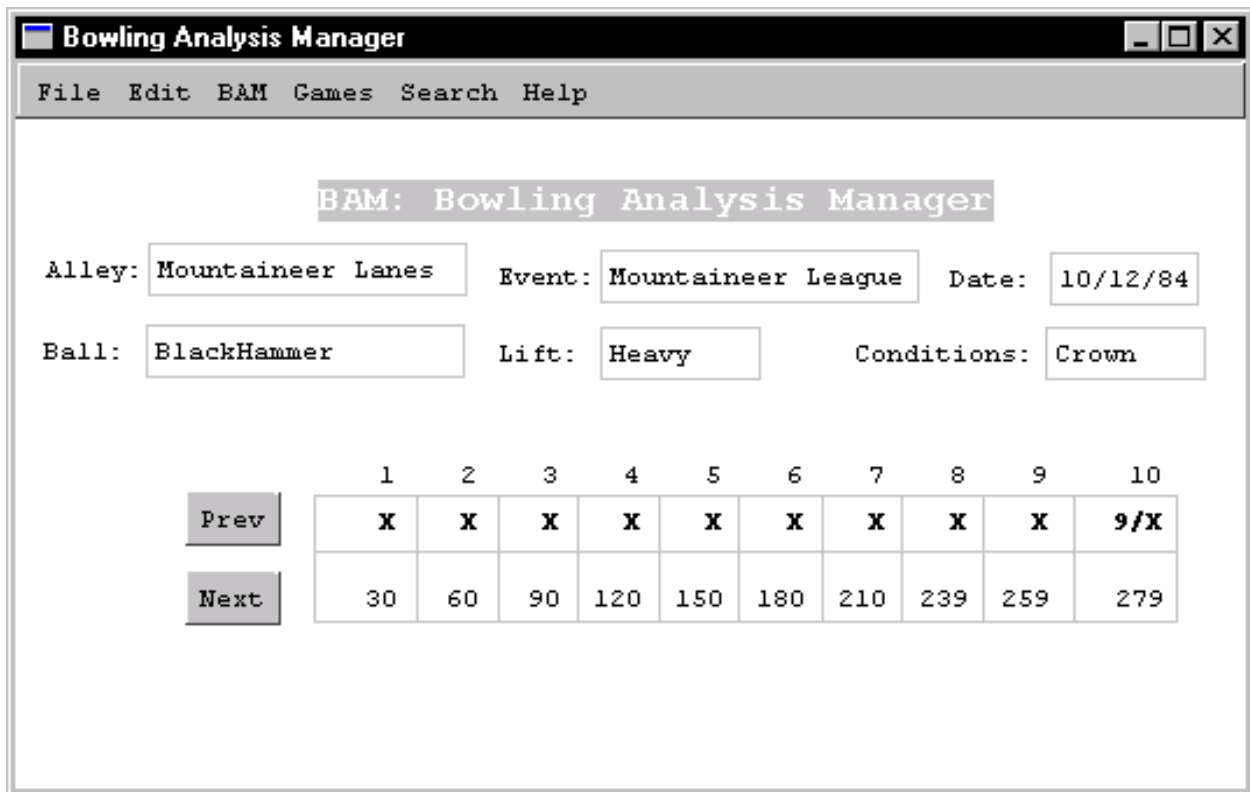 Bowling Analysis Manager
File Edit BAM Games Search Help
BAM: Bowling Analysis Manager
Alley: Mountaineer Lanes Event: Mountaineer League Date: 10/12/84
Ball: BlackHammer Lift: Heavy Conditions: Crown
1 2 3 4 5 6 7 8 9 10
Prev X X X X X X X X X 9/X
Next 30 60 90 120 150 180 210 239 259 279